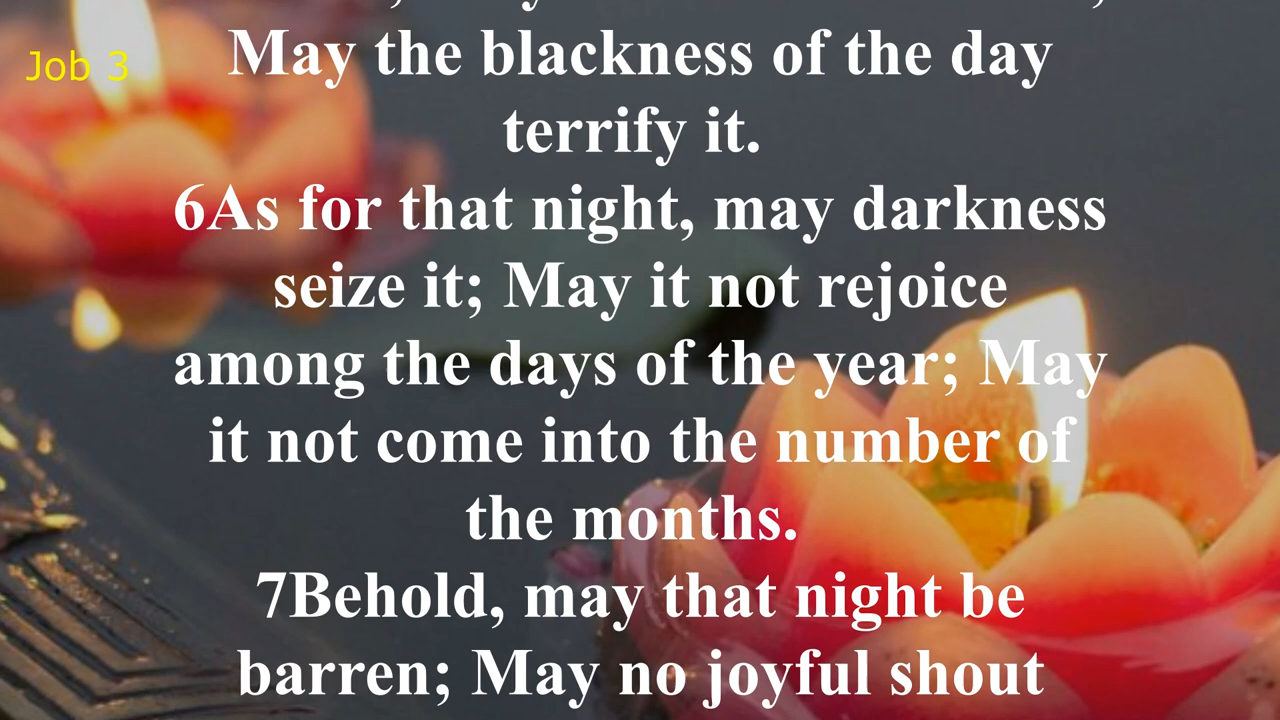 Job 3
May the blackness of the day
terrify it.
6As for that night, may darkness
seize it; May it not rejoice
among the days of the year; May
it not come into the number of
the months.
7Behold, may that night be
barren; May no joyful shout